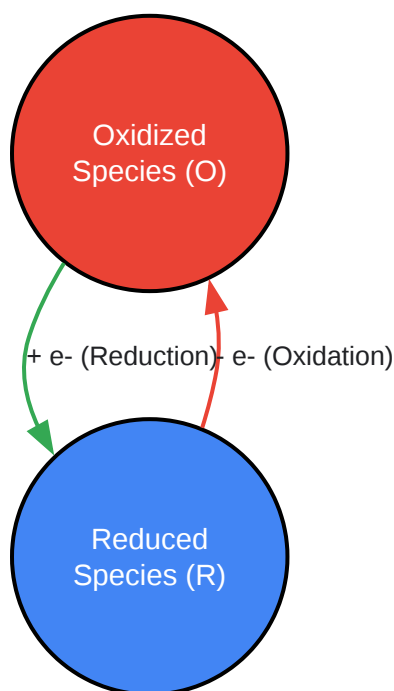 Oxidized
Species (O)
+ e- (Reduction)
- e- (Oxidation)
Reduced
Species (R)